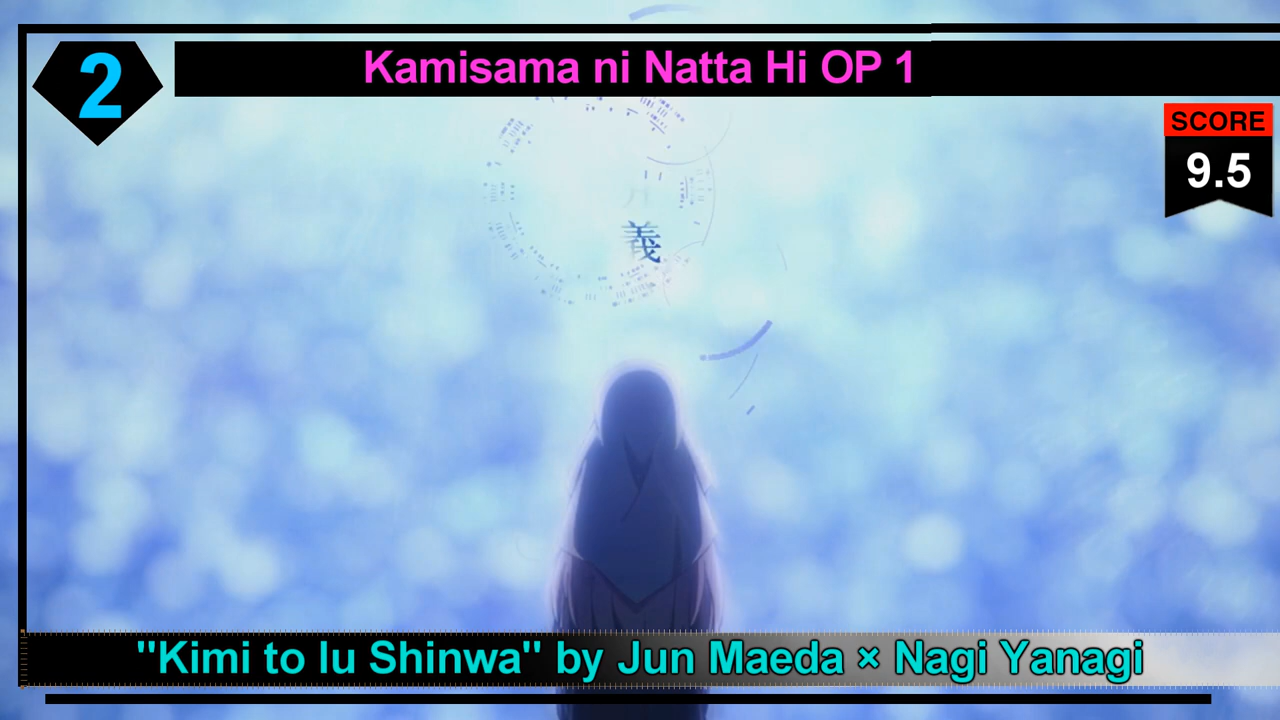 2
Kamisama ni Natta Hi OP 1
SCORE
9.5
義
"Kimi to Iu Shinwa" by Jun Maeda × Nagi Yanagi